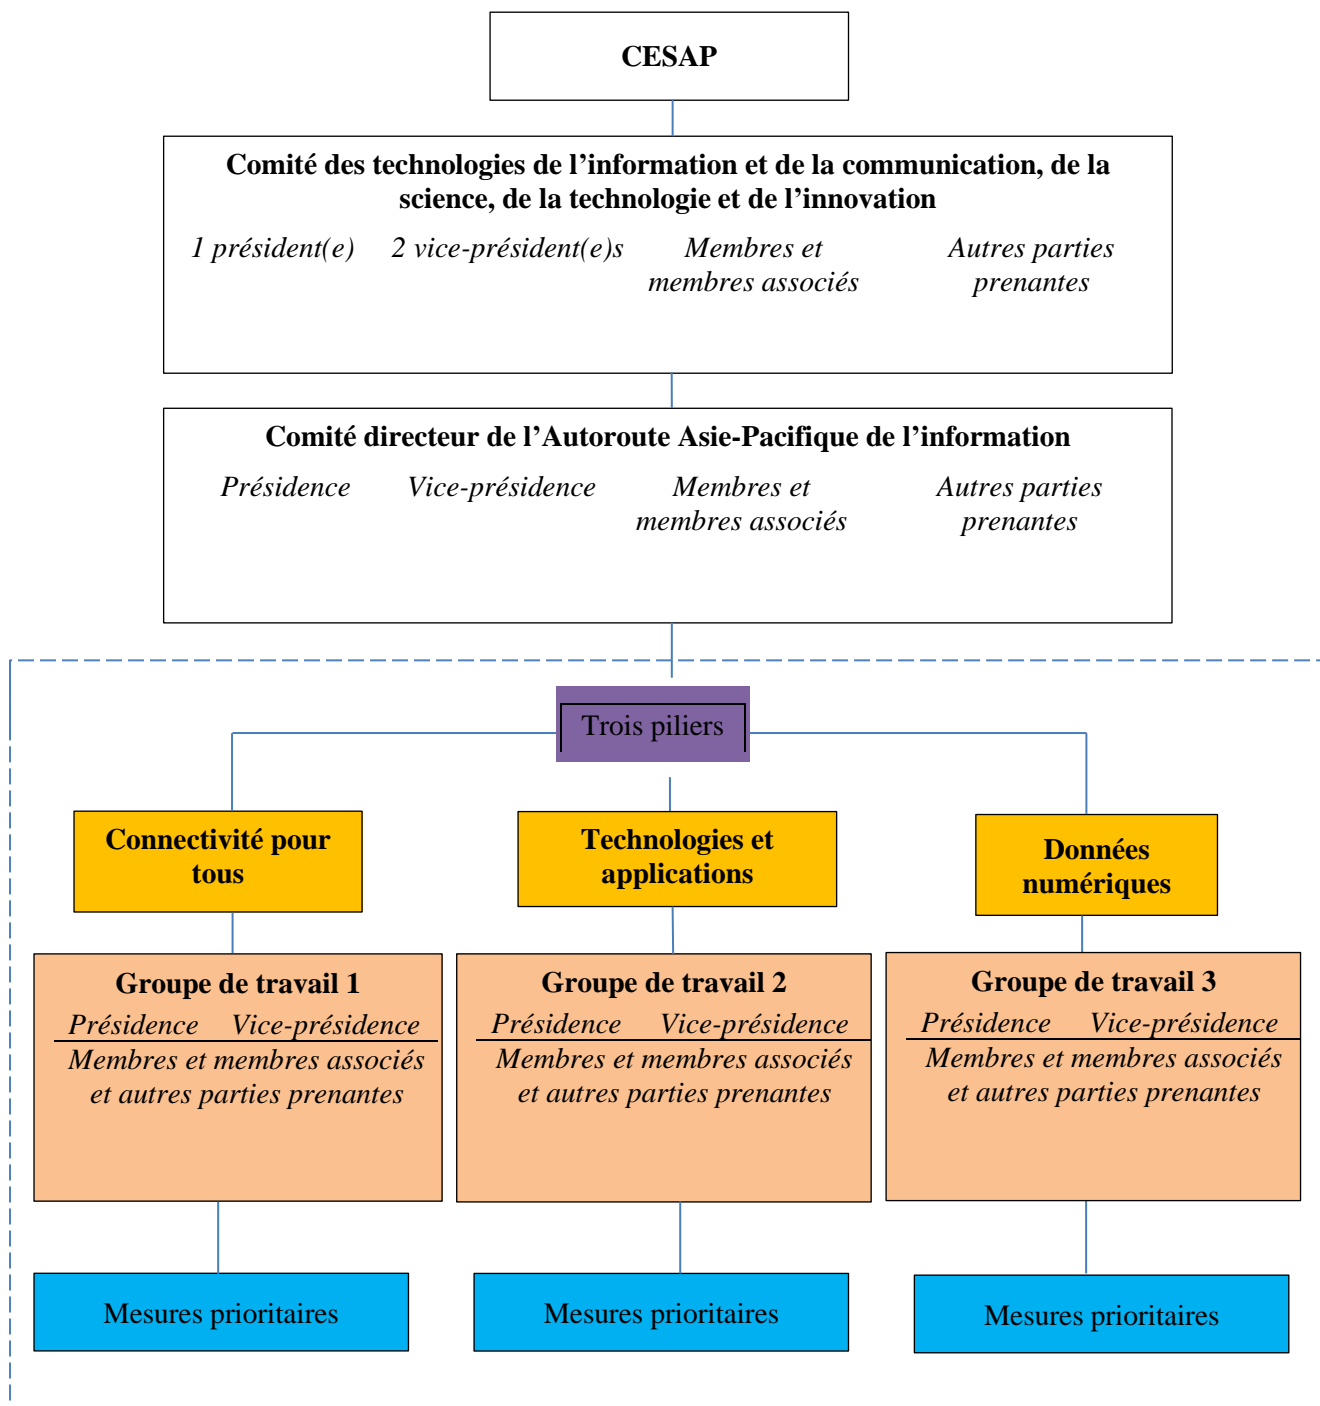 CESAP
Comité des technologies de l’information et de la communication, de la
science, de la technologie et de l’innovation
1 président(e) 2 vice-président(e)s Membres et Autres parties
membres associés prenantes
Comité directeur de l’Autoroute Asie-Pacifique de l’information
Présidence Vice-présidence Membres et Autres parties
membres associés prenantes
Trois piliers
Connectivité pour
tous
Technologies et
applications
Données
numériques
Groupe de travail 1
Présidence Vice-présidence
Membres et membres associés
et autres parties prenantes
Groupe de travail 2
Présidence Vice-présidence
Membres et membres associés
et autres parties prenantes
Groupe de travail 3
Présidence Vice-présidence
Membres et membres associés
et autres parties prenantes
Mesures prioritaires
Mesures prioritaires
Mesures prioritaires